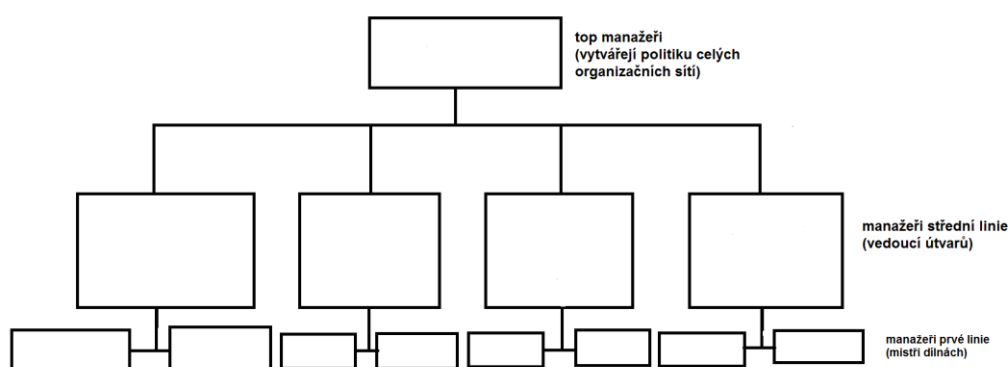 top manažeři
(vytvářejí politiku celých
organizačních sítí)
manažeři střední linie
(vedoucí útvarů)
manažeři prvé linie
(mistři dílnách)